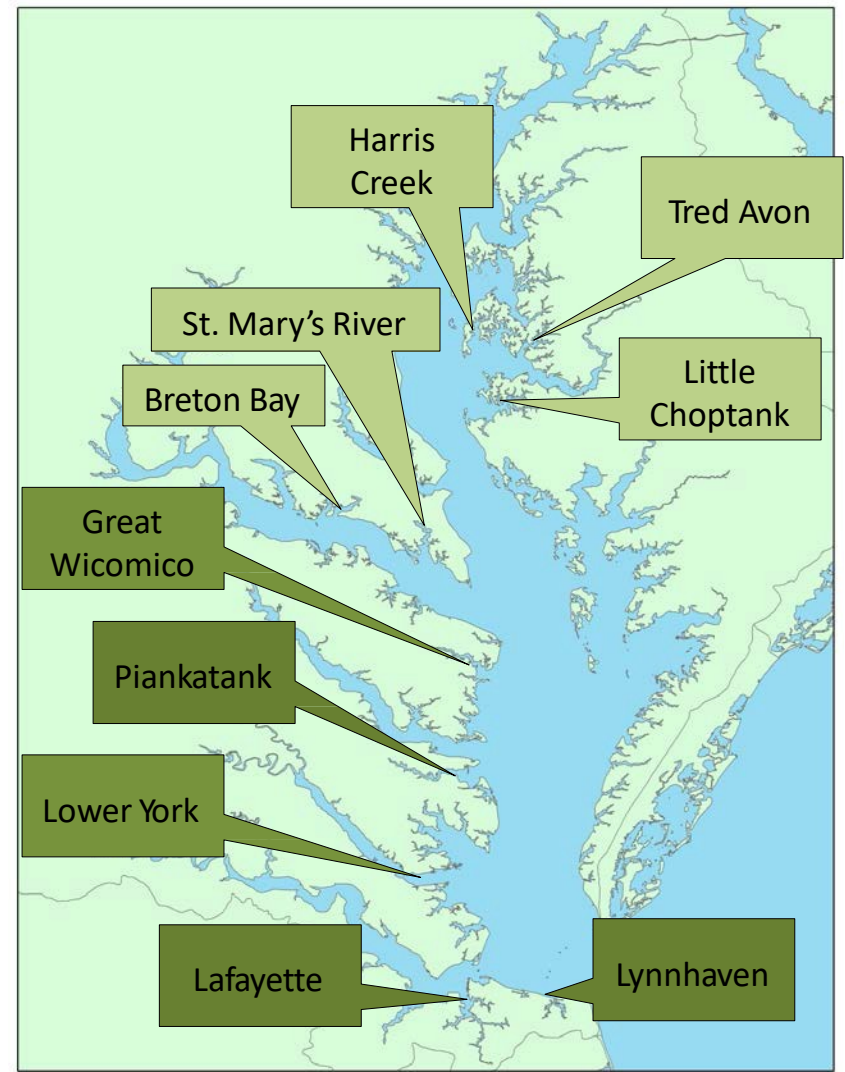 Harris
Creek
Tred Avon
St. Mary's River
Little
Choptank
Breton Bay
Great
Wicomico
Piankatank
Lower York
Lafayette
Lynnhaven